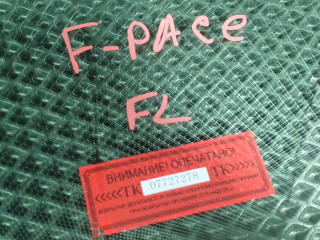 F-PACE
FL
ВНИМАНИЕ! ОПЕЧАТАНО!
<<<<<ТК 07727278 ТК>>>>>